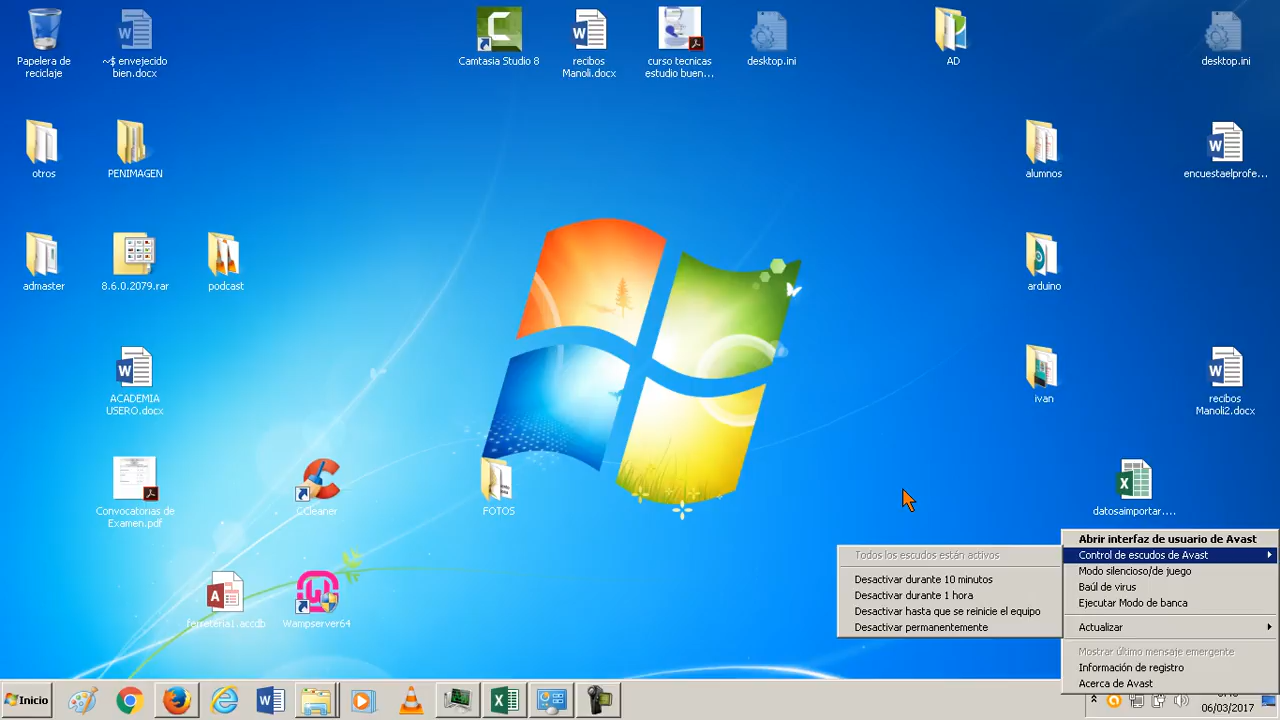 Papelera de
reciclaje
~$ envejecido
bien.docx
Camtasia Studio 8
recibos
Manoli.docx
curso tecnicas
estudio buen...
desktop.ini
AD
desktop.ini
otros
PENIMAGEN
alumnos
encuestaelprofe...
admaster
8.6.0.2079.rar
podcast
arduino
ACADEMIA
USERO.docx
ivan
recibos
Manoli2.docx
Convocatorias de
Examen.pdf
CCleaner
FOTOS
datosaimportar....
ferreteria1.accdb
Wampserver64
Todos los escudos están activos
Desactivar durante 10 minutos
Desactivar durante 1 hora
Desactivar hasta que se reinicie el equipo
Desactivar permanentemente
Abrir interfaz de usuario de Avast
Control de escudos de Avast
Modo silencioso/de juego
Baúl de virus
Ejecutar Modo de banca
Actualizar
Mostrar último mensaje emergente
Información de registro
Acerca de Avast
Inicio
06/03/2017